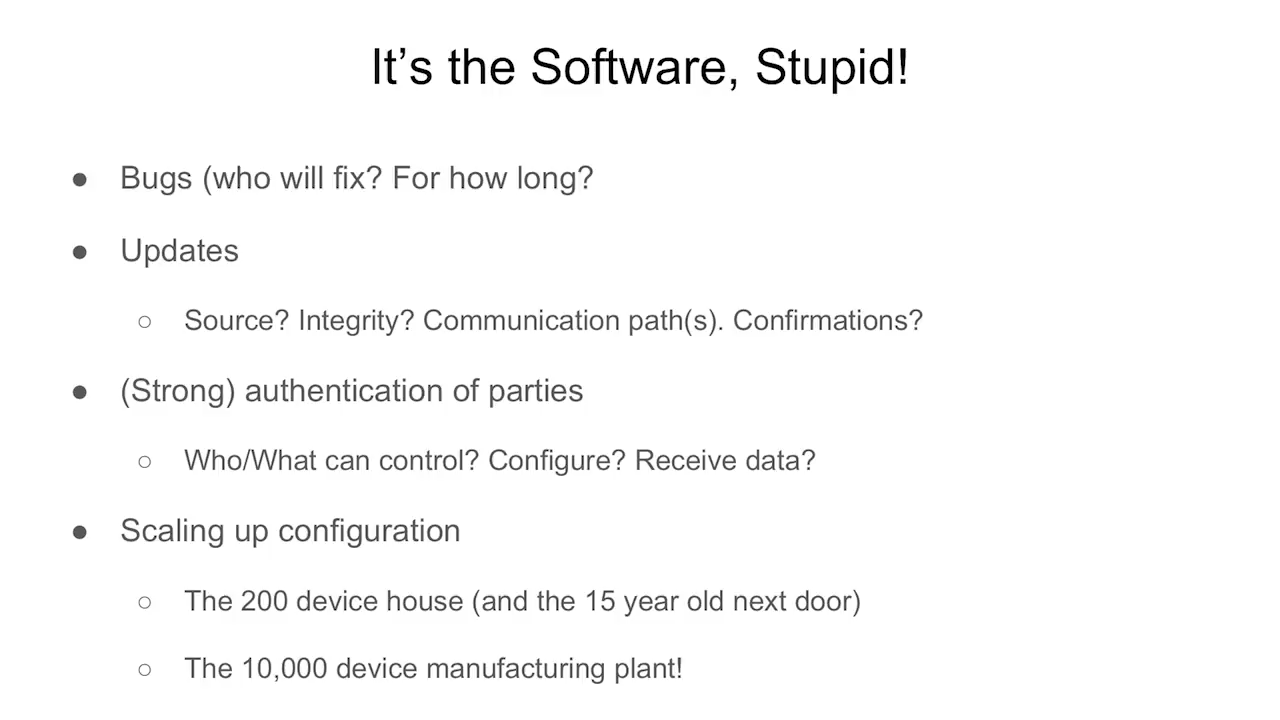 It’s the Software, Stupid!
● Bugs (who will fix? For how long?
● Updates
○ Source? Integrity? Communication path(s). Confirmations?
● (Strong) authentication of parties
○ Who/What can control? Configure? Receive data?
● Scaling up configuration
○ The 200 device house (and the 15 year old next door)
○ The 10,000 device manufacturing plant!